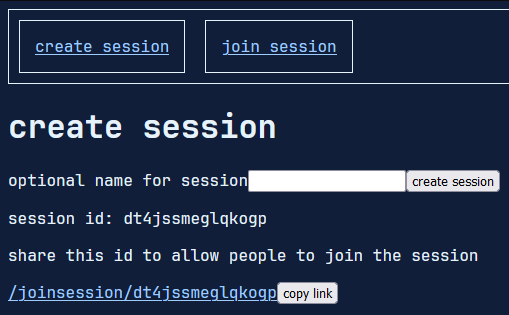 create session join session
create session
optional name for session create session
session id: dt4jssmeglqkogp
share this id to allow people to join the session
/joinsession/dt4jssmeglqkogp copy link